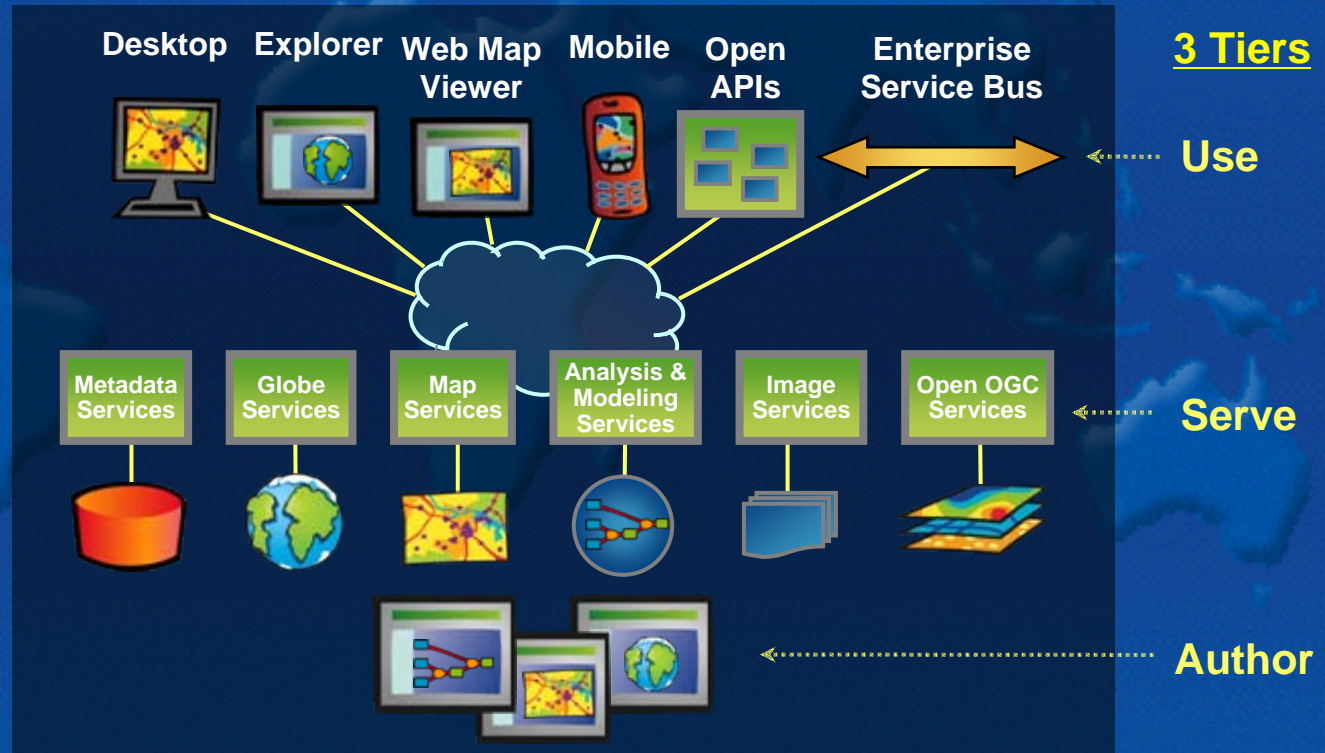 Desktop
Explorer
Web Map
Viewer
Mobile
Open
APIs
Enterprise
Service Bus
3 Tiers
Use
Metadata
Services
Globe
Services
Map
Services
Analysis &
Modeling
Services
Image
Services
Open OGC
Services
Serve
Author